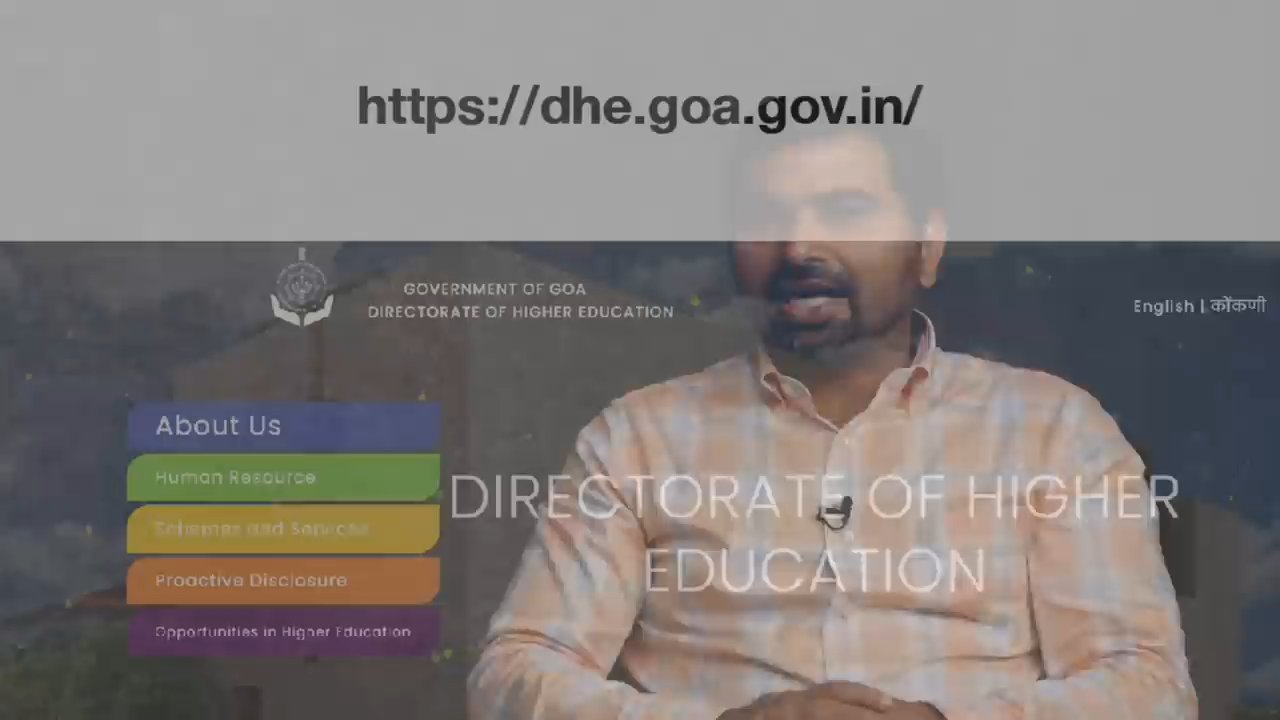 https://dhe.goa.gov.in/
GOVERNMENT OF GOA
DIRECTORATE OF HIGHER EDUCATION
English | कोंकणी
About Us
Human Resource
Schemes and Services
Proactive Disclosure
Opportunities in Higher Education
DIRECTORATE OF HIGHER
EDUCATION